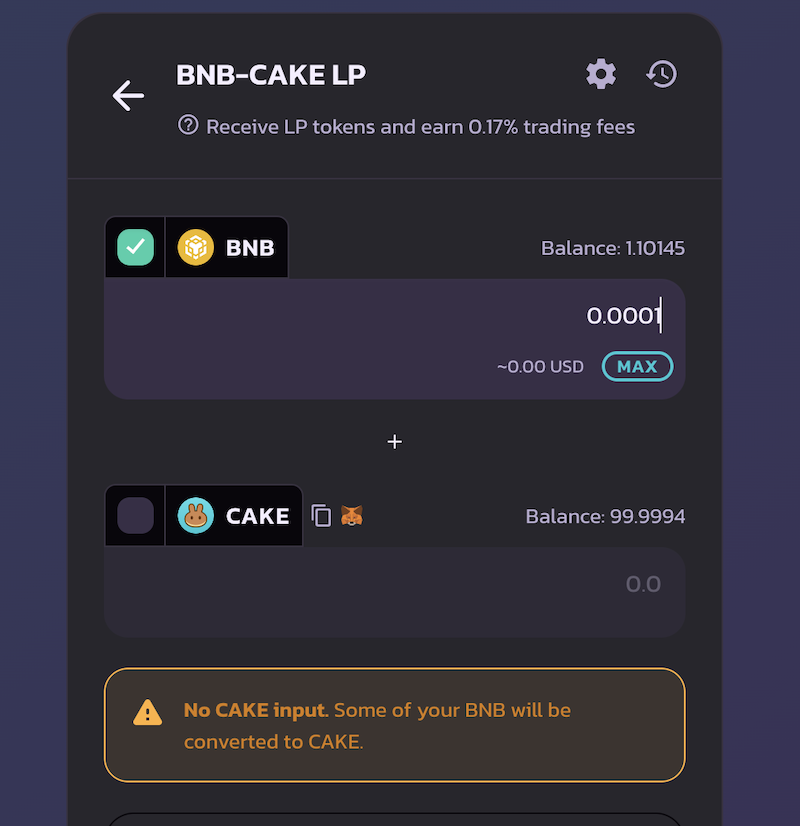 BNB-CAKE LP
Receive LP tokens and earn 0.17% trading fees
BNB
Balance: 1.10145
0.0001
~0.00 USD
MAX
+
CAKE
Balance: 99.9994
0.0
No CAKE input. Some of your BNB will be
converted to CAKE.